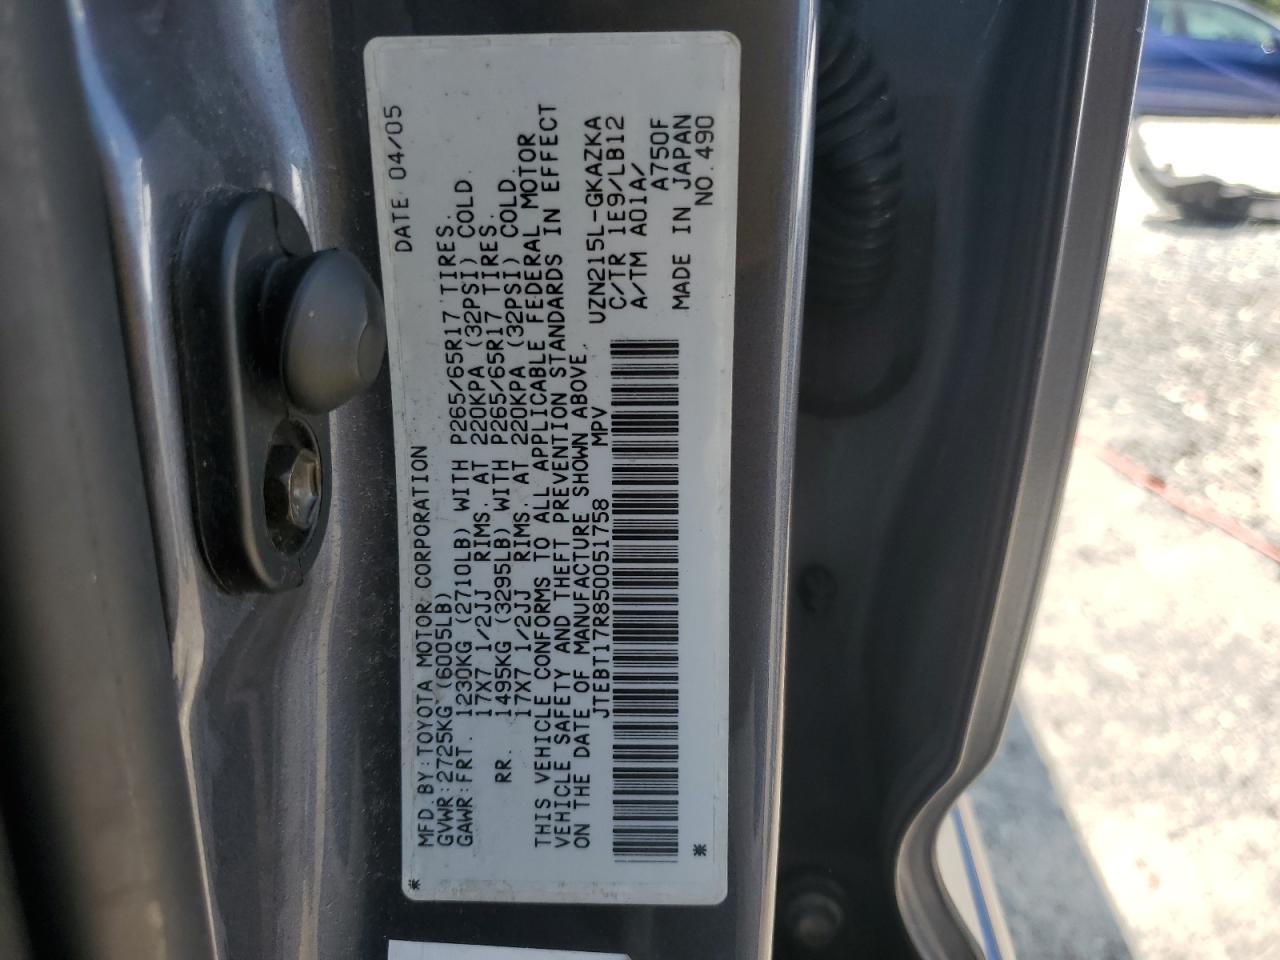 DATE 04/05
MFD.BY:TOYOTA MOTOR CORPORATION
GVWR:2725KG (6005LB)
GAWR:FRT. 1230KG (2710LB) WITH P265/65R17 TIRES.
17X7 1/2JJ RIMS. AT 220KPA (32PSI) COLD.
RR. 1495KG (3295LB) WITH P265/65R17 TIRES.
17X7 1/2JJ RIMS. AT 220KPA (32PSI) COLD.
THIS VEHICLE CONFORMS TO ALL APPLICABLE FEDERAL MOTOR
VEHICLE SAFETY AND THEFT PREVENTION STANDARDS IN EFFECT
ON THE DATE OF MANUFACTURE SHOWN ABOVE.
JTEBT17R850051758 MPV
UZN215L-GKAZKA
C/TR 1E9/LB12
A/TM A01A/ A750F
MADE IN JAPAN
NO.490